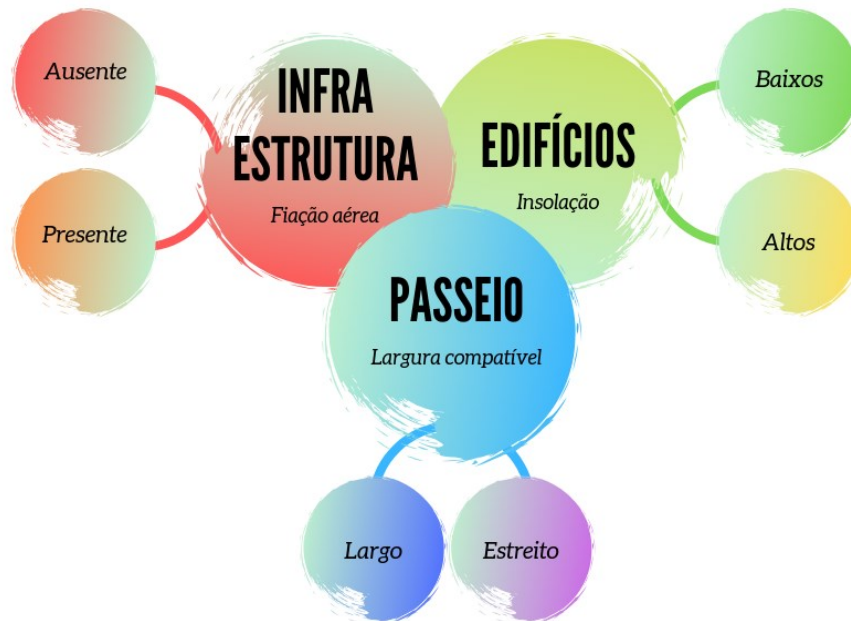 Ausente
Presente
INFRA
ESTRUTURA
Fiação aérea
EDIFÍCIOS
Insolação
Baixos
Altos
PASSEIO
Largura compatível
Largo
Estreito